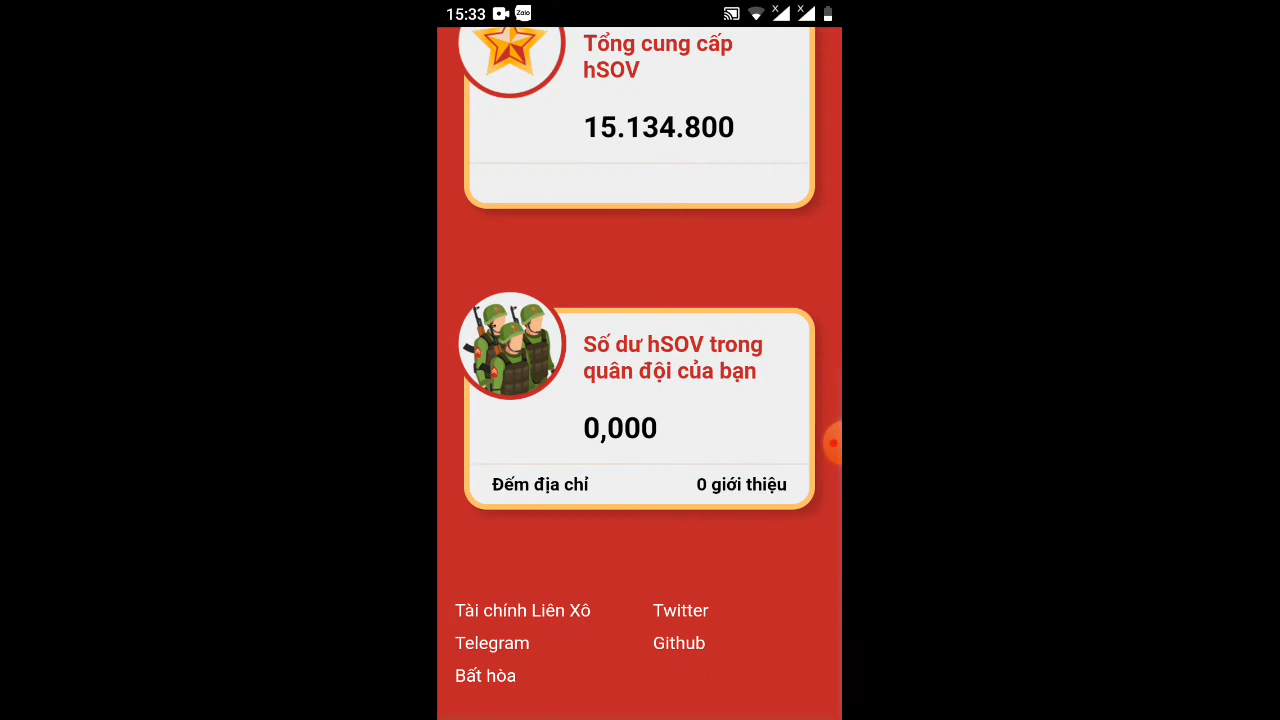 15:33
Zalo
Tổng cung cấp
hSOV
15.134.800
Số dư hSOV trong
quân đội của bạn
0,000
Đếm địa chỉ
0 giới thiệu
Tài chính Liên Xô
Twitter
Telegram
Github
Bất hòa